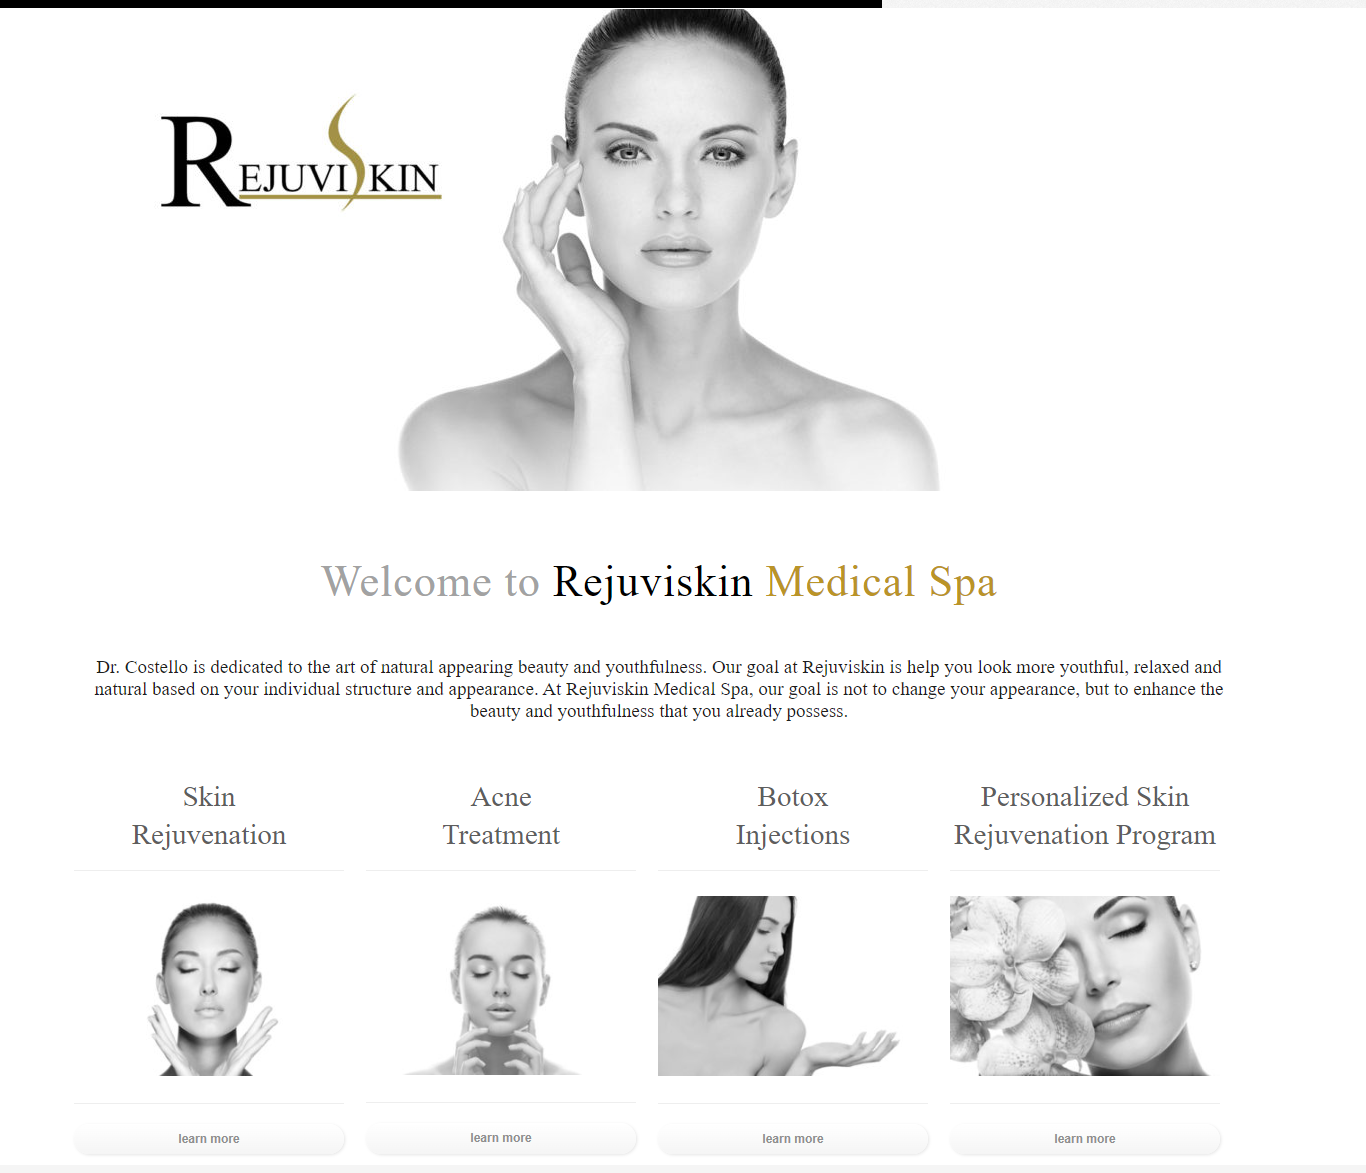 REJUVISKIN
Welcome to Rejuviskin Medical Spa
Dr. Costello is dedicated to the art of natural appearing beauty and youthfulness. Our goal at Rejuviskin is help you look more youthful, relaxed and
natural based on your individual structure and appearance. At Rejuviskin Medical Spa, our goal is not to change your appearance, but to enhance the
beauty and youthfulness that you already possess.
Skin
Rejuvenation
Acne
Treatment
Botox
Injections
Personalized Skin
Rejuvenation Program
learn more
learn more
learn more
learn more